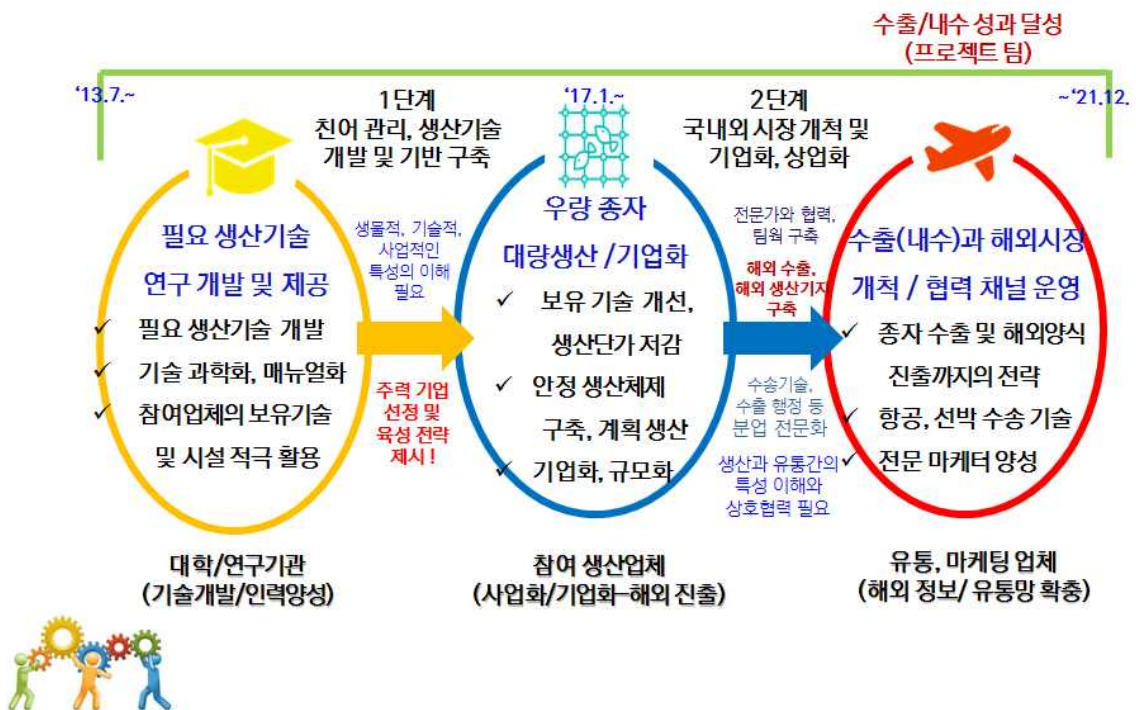 수출/내수 성과 달성
(프로젝트 팀)
‘13.7.~
1단계
친어 관리, 생산기술
개발 및 기반 구축
‘17.1.~
2단계
국내외 시장 개척 및
기업화, 상업화
~‘21.12.
필요 생산기술
연구 개발 및 제공
✓ 필요 생산기술 개발
✓ 기술 과학화, 매뉴얼화
✓ 참여업체의 보유기술
및 시설 적극 활용
대학/연구기관
(기술개발/인력양성)
생물적, 기술적,
사업적인
특성의 이해
필요
주력 기업
선정 및
육성 전략
제시 !
우량 종자
대량생산 /기업화
✓ 보유 기술 개선,
생산단가 저감
✓ 안정 생산체제
구축, 계획 생산
✓ 기업화, 규모화
참여 생산업체
(사업화/기업화–해외 진출)
전문가와 협력,
팀웍 구축
해외 수출,
해외 생산기지
구축
수송기술,
수출 행정 등
분업 전문화
생산과 유통간의
특성 이해와
상호협력 필요
수출(내수)과 해외시장
개척 / 협력 채널 운영
✓ 종자 수출 및 해외양식
진출까지의 전략
✓ 항공, 선박 수송 기술
✓ 전문 마케터 양성
유통, 마케팅 업체
(해외 정보/ 유통망 확충)